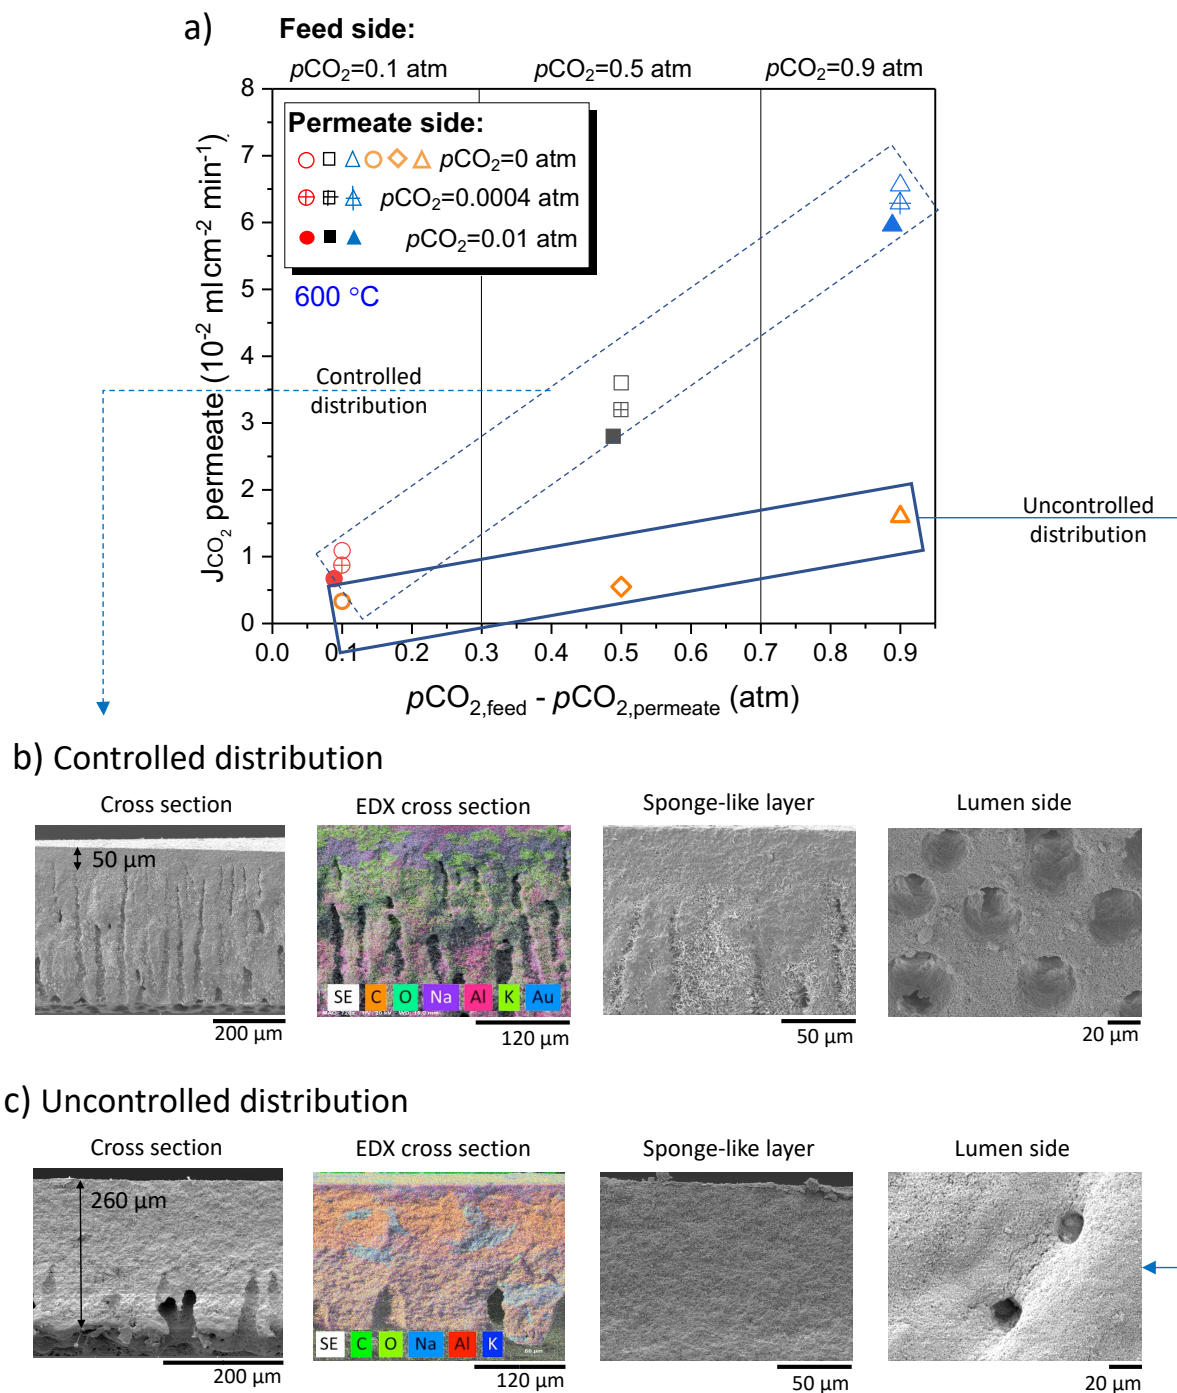 a) Feed side:
pCO₂=0.1 atm pCO₂=0.5 atm pCO₂=0.9 atm
8
7
6
5
4
3
2
1
0
J_CO₂ permeate (10⁻² ml cm⁻² min⁻¹)
Permeate side:
pCO₂=0 atm
pCO₂=0.0004 atm
pCO₂=0.01 atm
600 °C
Controlled
distribution
Uncontrolled
distribution
0.0 0.1 0.2 0.3 0.4 0.5 0.6 0.7 0.8 0.9
pCO₂,feed - pCO₂,permeate (atm)
b) Controlled distribution
Cross section EDX cross section Sponge-like layer Lumen side
50 µm
SE C O Na Al K Au
200 µm 120 µm 50 µm 20 µm
c) Uncontrolled distribution
Cross section EDX cross section Sponge-like layer Lumen side
260 µm
SE C O Na Al K
200 µm 120 µm 50 µm 20 µm